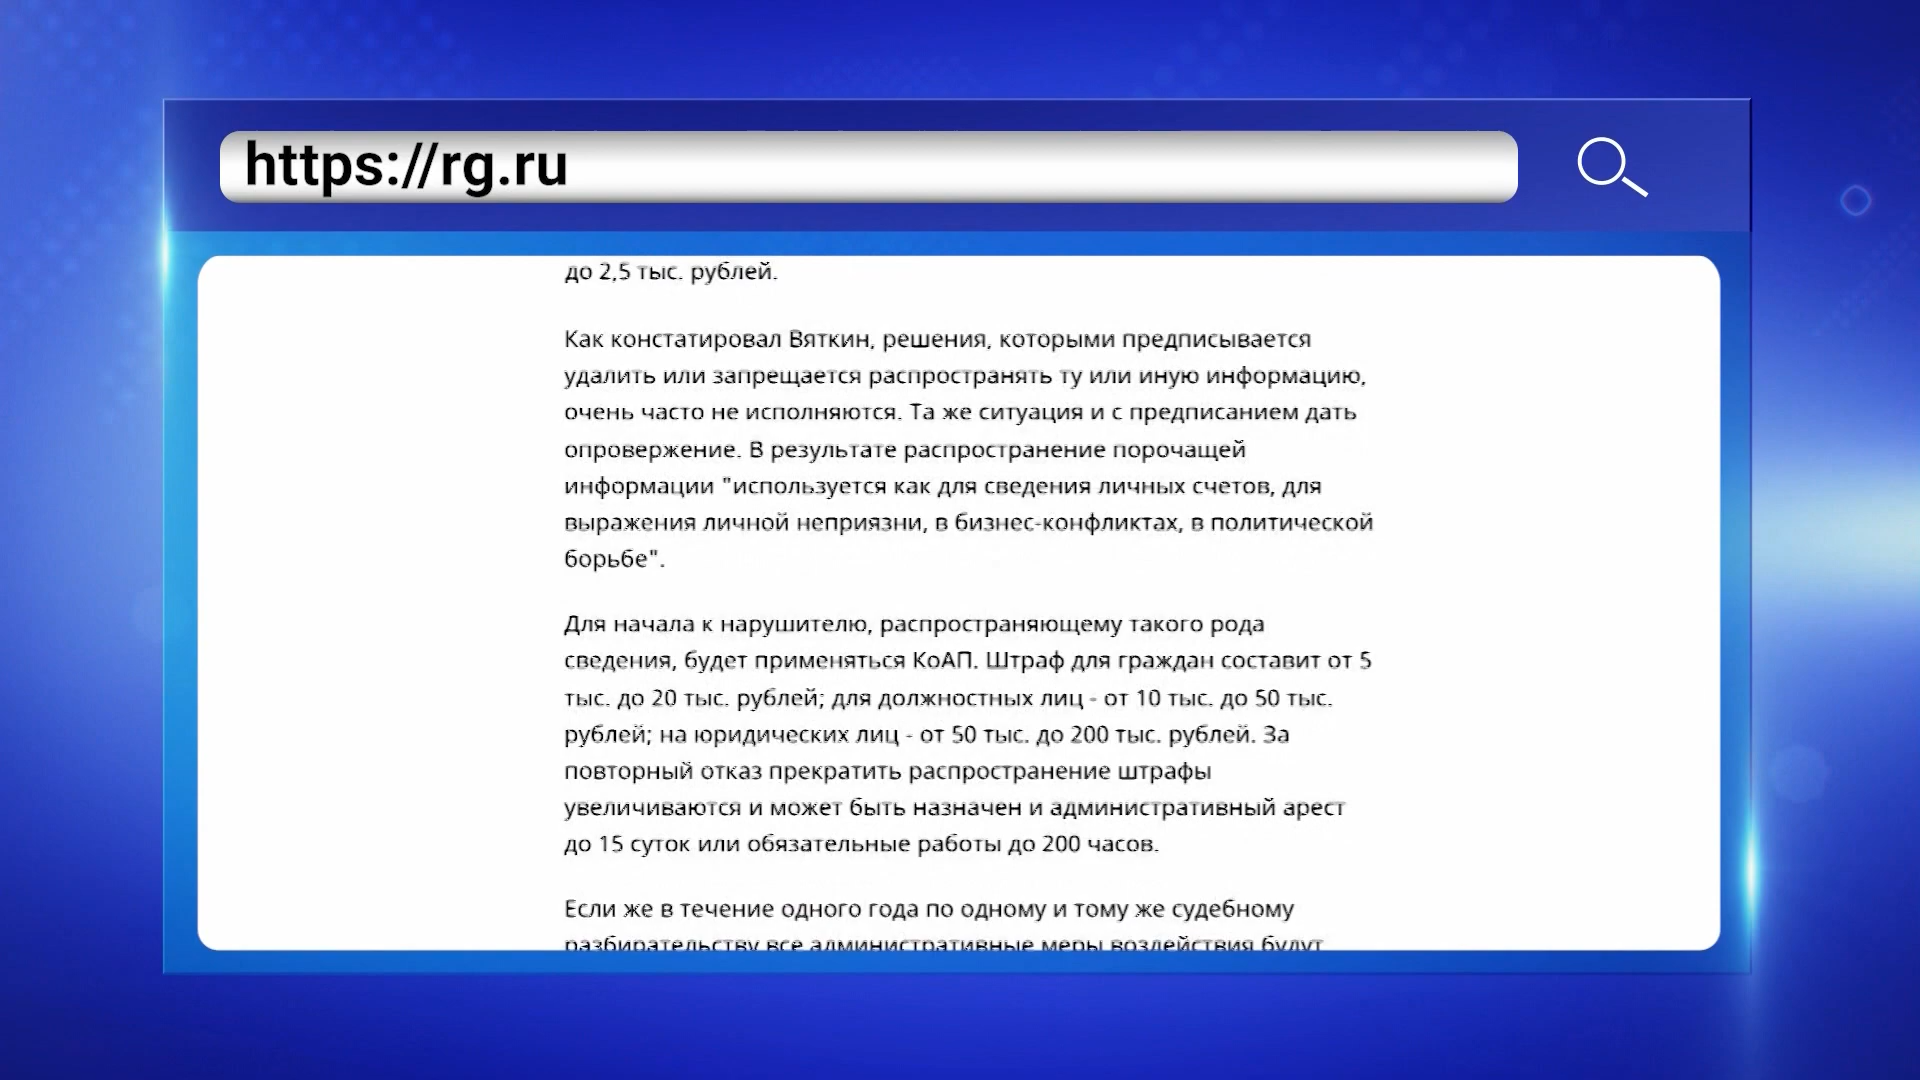 https://rg.ru
до 2,5 тыс. рублей.
Как констатировал Вяткин, решения, которыми предписывается
удалить или запрещается распространять ту или иную информацию,
очень часто не исполняются. Та же ситуация и с предписанием дать
опровержение. В результате распространение порочащей
информации "используется как для сведения личных счетов, для
выражения личной неприязни, в бизнес-конфликтах, в политической
борьбе".
Для начала к нарушителю, распространяющему такого рода
сведения, будет применяться КоАП. Штраф для граждан составит от 5
тыс. до 20 тыс. рублей; для должностных лиц - от 10 тыс. до 50 тыс.
рублей; на юридических лиц - от 50 тыс. до 200 тыс. рублей. За
повторный отказ прекратить распространение штрафы
увеличиваются и может быть назначен и административный арест
до 15 суток или обязательные работы до 200 часов.
Если же в течение одного года по одному и тому же судебному
разбирательству все административные меры воздействия будут